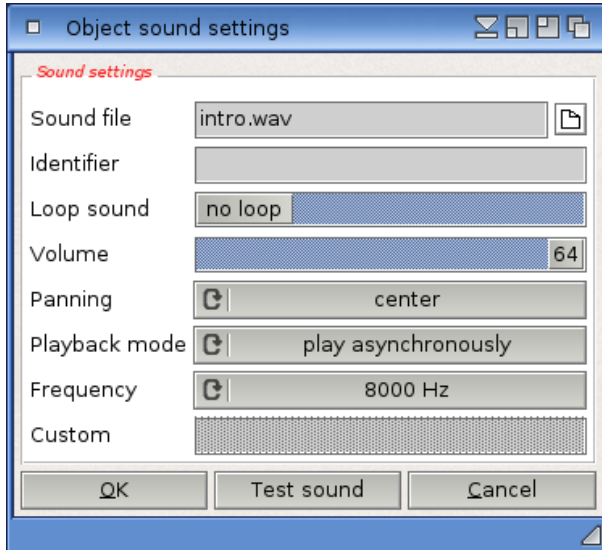 Object sound settings
Sound settings
Sound file intro.wav
Identifier
Loop sound no loop
Volume 64
Panning center
Playback mode play asynchronously
Frequency 8000 Hz
Custom
OK Test sound Cancel